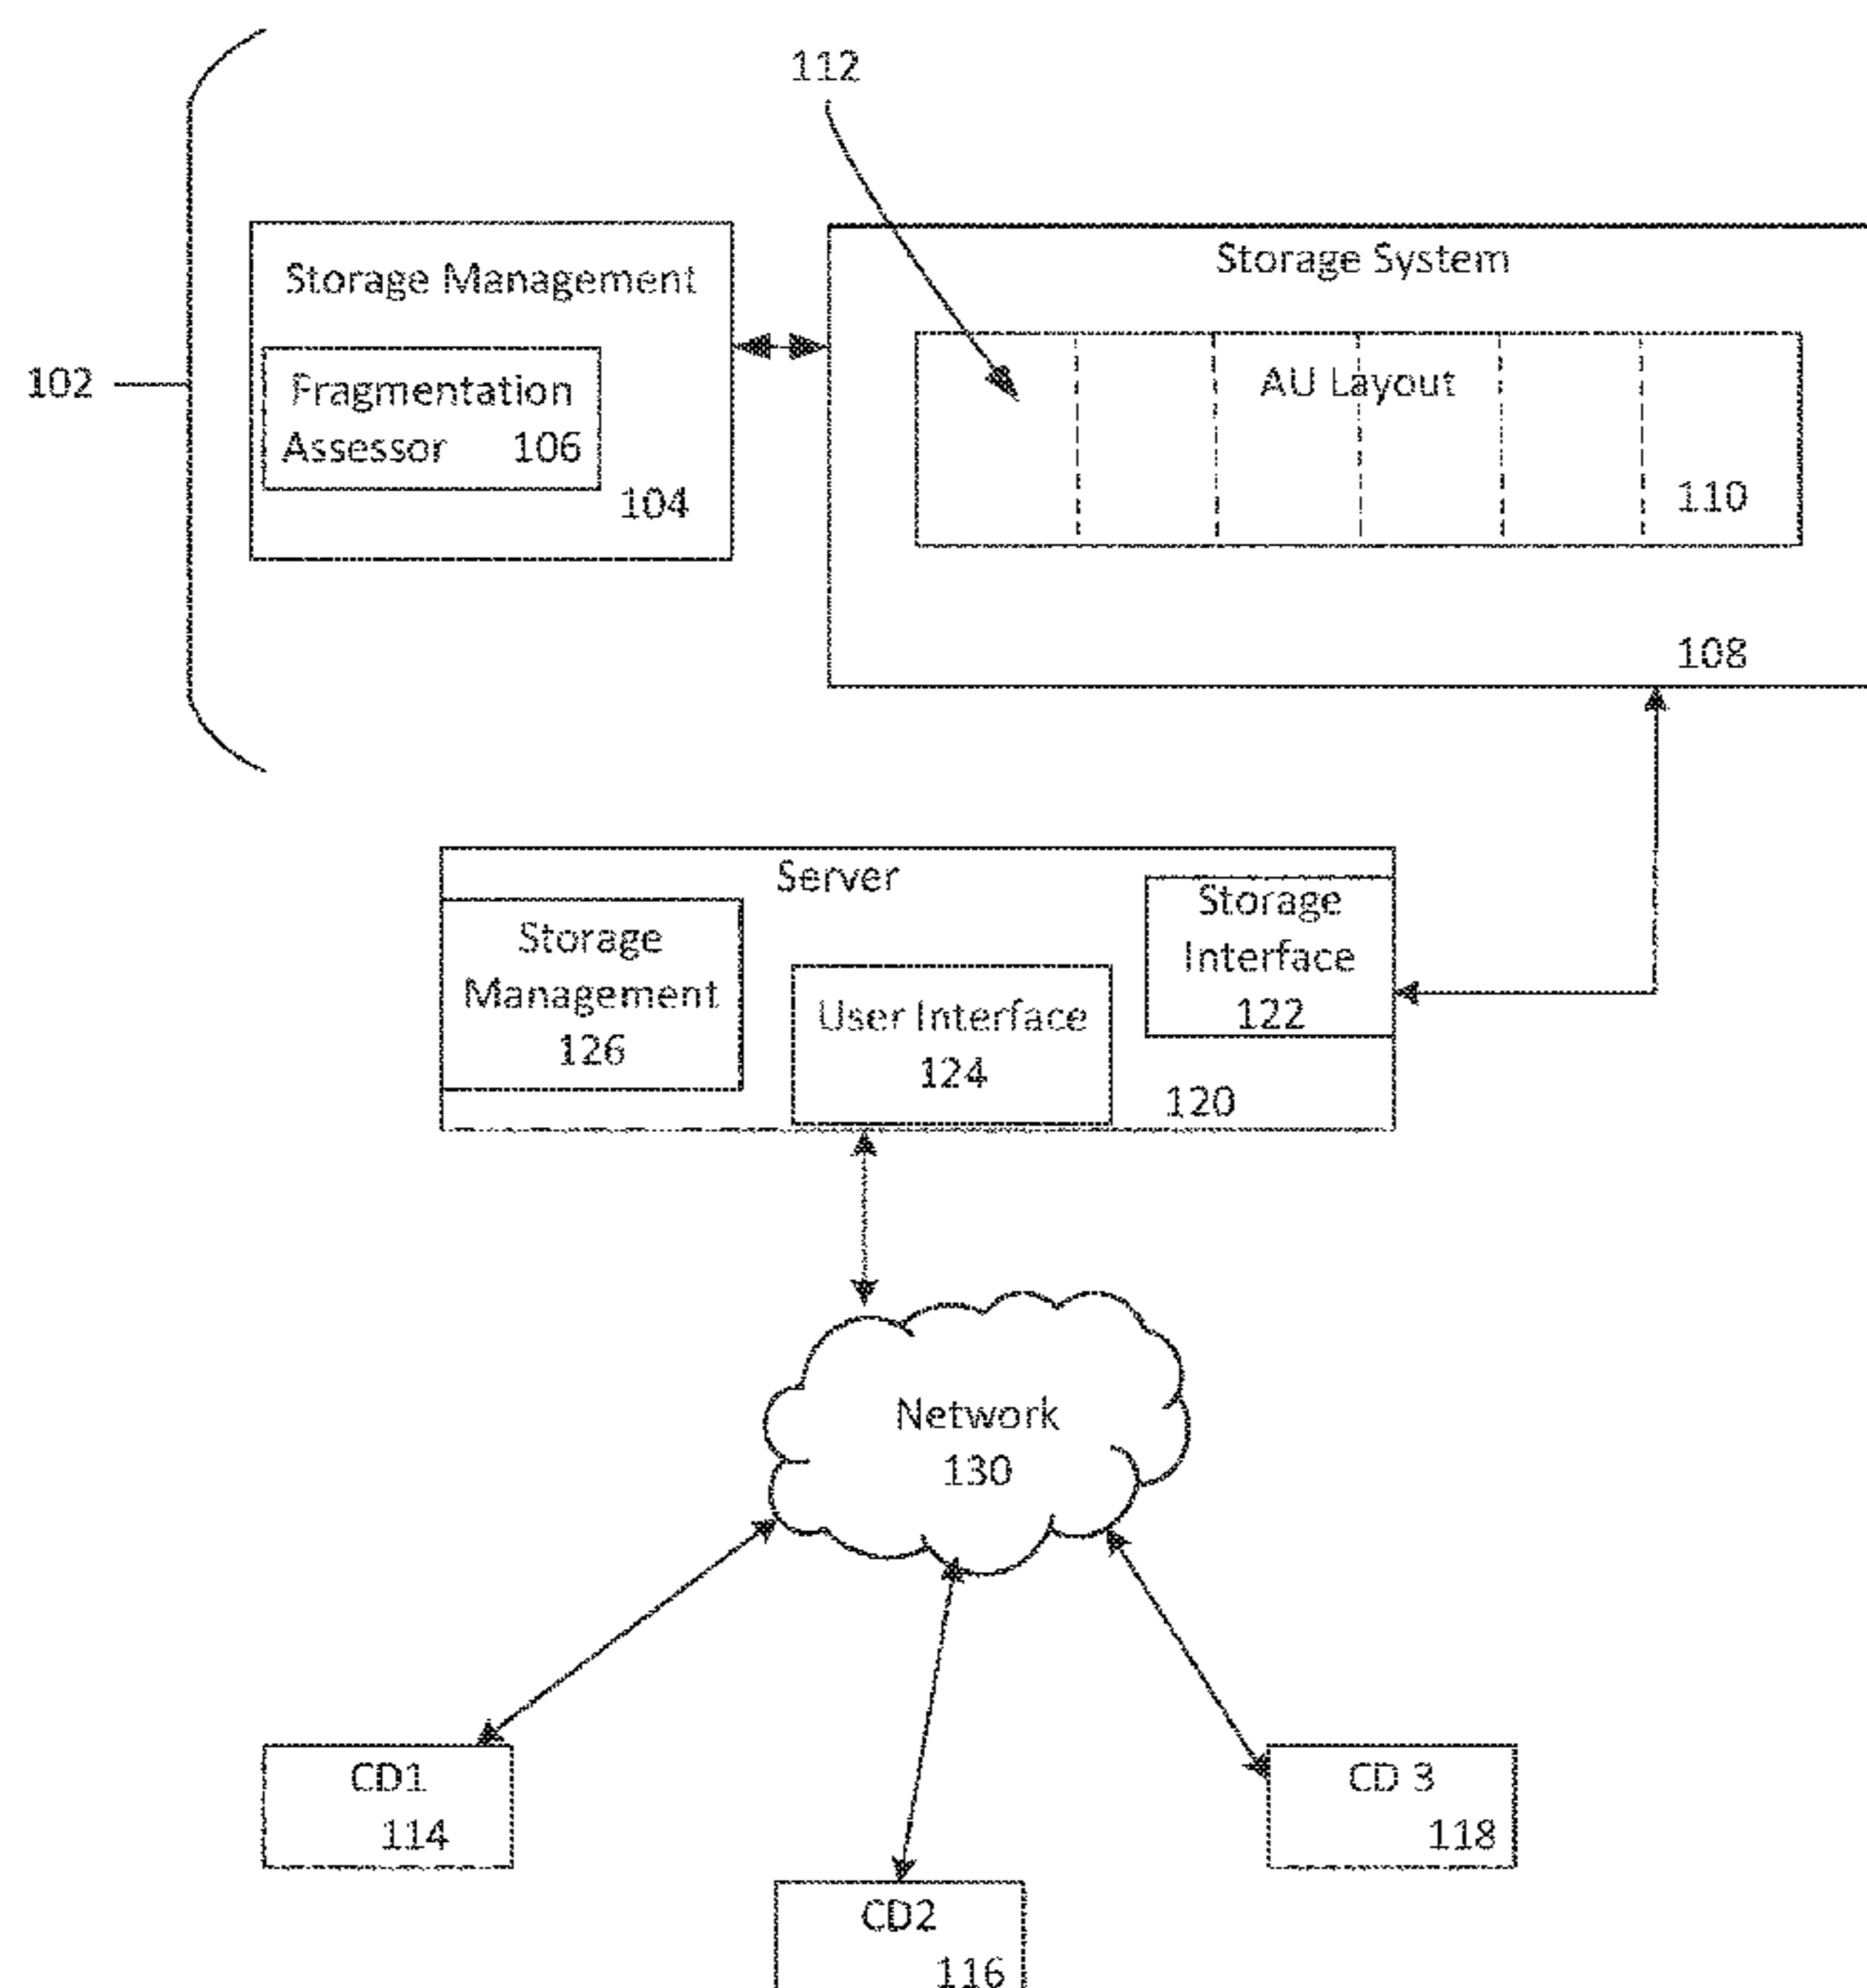 112
Storage Management
Fragmentation
Assessor 106
104
102
Storage System
AU Layout
110
108
Server
Storage
Management
126
User Interface
124
Storage
Interface
122
120
Network
130
CD1
114
CD2
116
CD 3
118